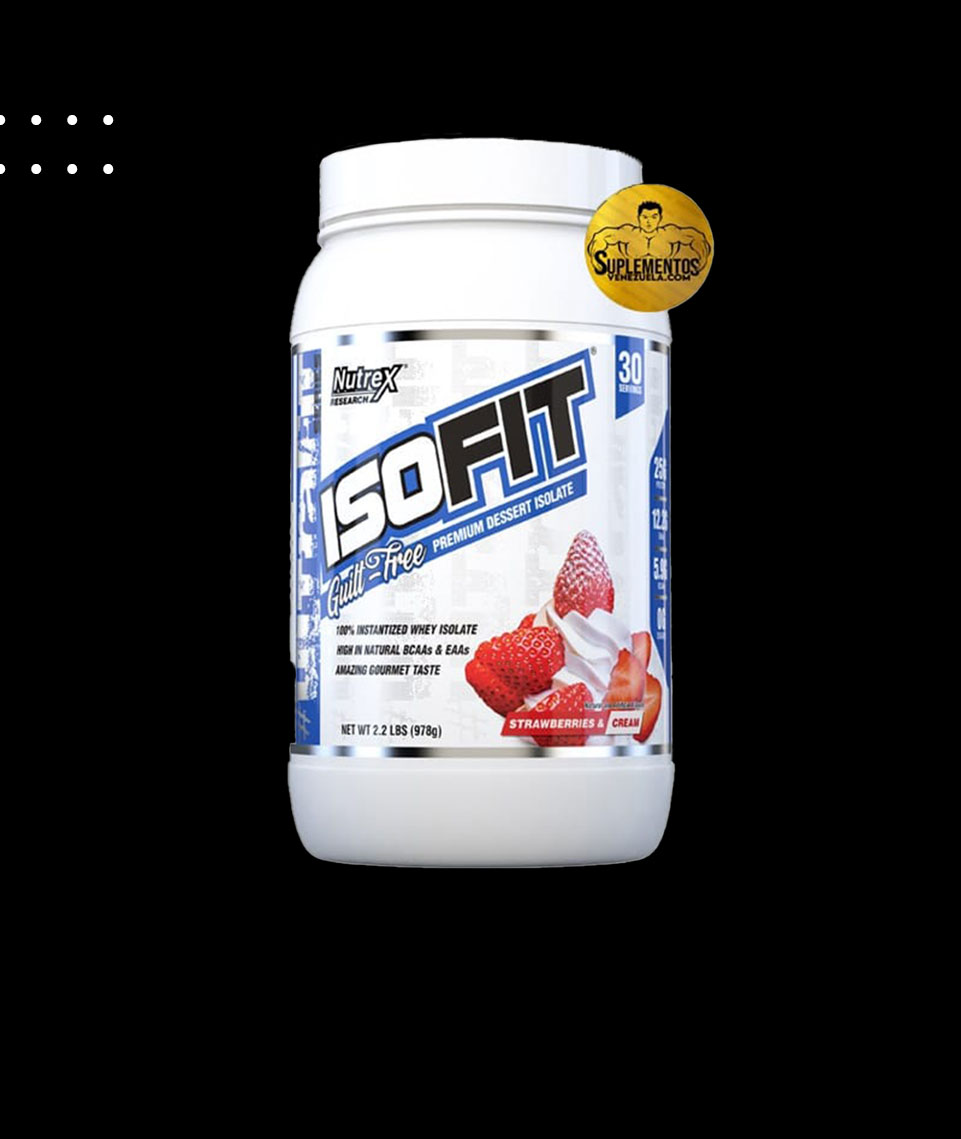 SUPLEMENTOS
VENEZUELA.COM
Nutrex
RESEARCH
30
SERVINGS
ISOFIT®
Guilt-Free
PREMIUM DESSERT ISOLATE
100% INSTANTIZED WHEY ISOLATE
HIGH IN NATURAL BCAAs & EAAs
AMAZING GOURMET TASTE
STRAWBERRIES & CREAM
NET WT 2.2 LBS (978g)